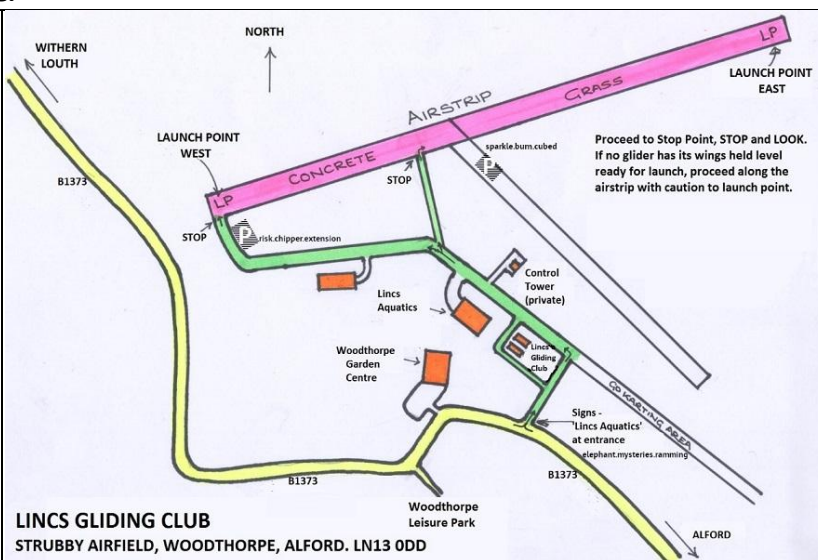 NORTH
WITHERN
LOUTH
LP
LAUNCH POINT
EAST
AIRSTRIP
GRASS
CONCRETE
LAUNCH POINT
WEST
LP
sparkle.burn.cubed
P
Proceed to Stop Point, STOP and LOOK.
If no glider has its wings held level
ready for launch, proceed along the
airstrip with caution to launch point.
B1373
STOP
STOP
P
risk.chipper.extension
Control
Tower
(private)
Lincs
Aquatics
Lincs
Gliding
Club
Woodthorpe
Garden
Centre
GO KARTING AREA
Signs -
'Lincs Aquatics'
at entrance
elephant.mysteries.ramming
B1373
B1373
Woodthorpe
Leisure Park
ALFORD
LINCS GLIDING CLUB
STRUBBY AIRFIELD, WOODTHORPE, ALFORD. LN13 0DD